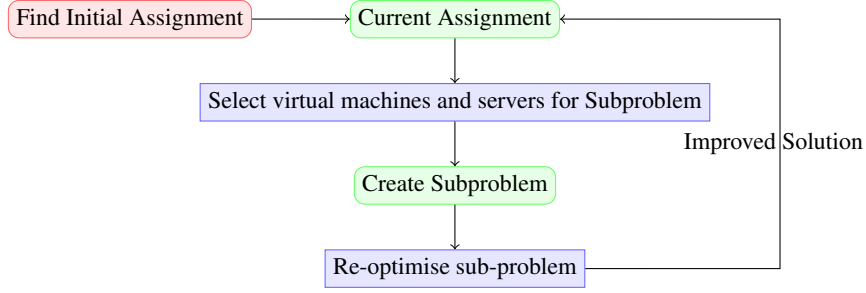 Find Initial Assignment
Current Assignment
Select virtual machines and servers for Subproblem
Improved Solution
Create Subproblem
Re-optimise sub-problem